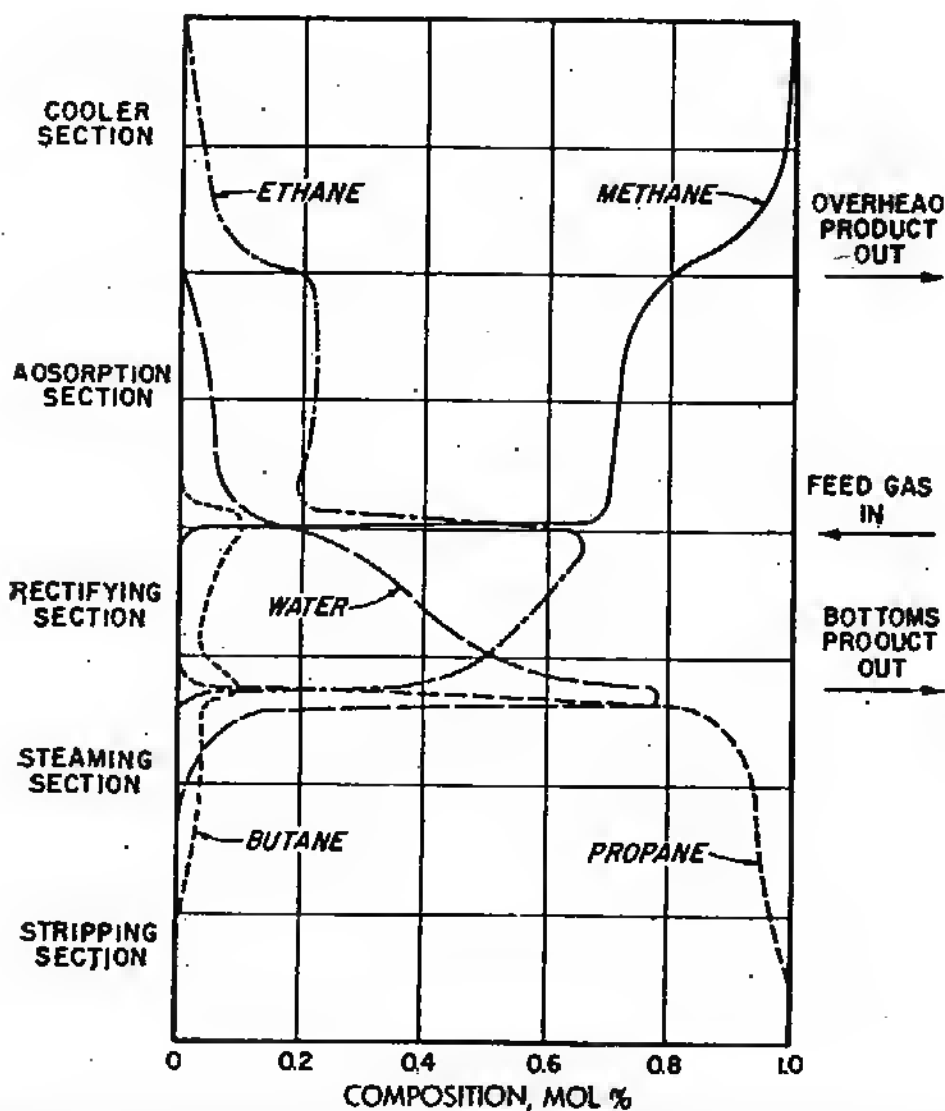 COOLER
SECTION
ETHANE
METHANE
OVERHEAO
PRODUCT
OUT
AOSORPTION
SECTION
FEED GAS
IN
RECTIFYING
SECTION
WATER
BOTTOMS
PRODUCT
OUT
STEAMING
SECTION
BUTANE
PROPANE
STRIPPING
SECTION
0
0.2
0.4
0.6
0.8
1.0
COMPOSITION, MOL %